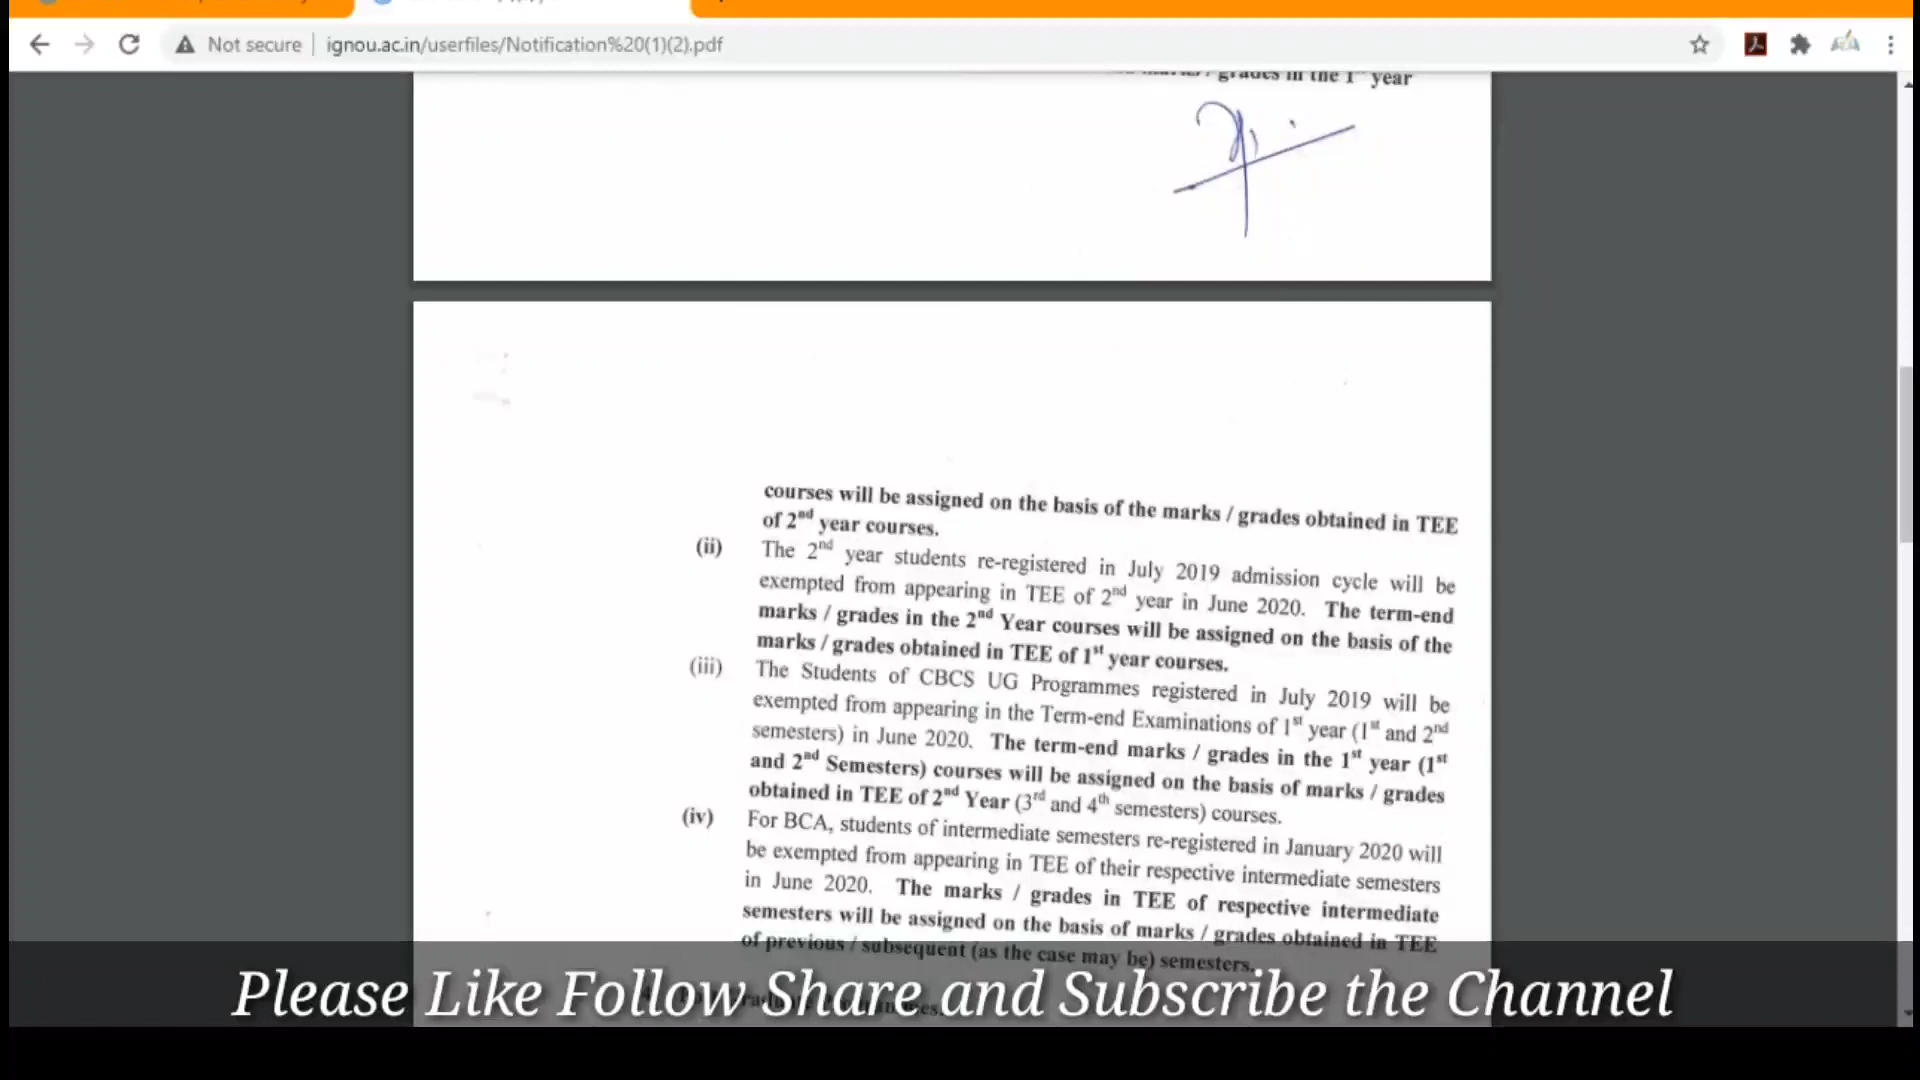 Not secure
ignou.ac.in/userfiles/Notification%20(1)(2).pdf
grades in the 1st year
courses will be assigned on the basis of the marks / grades obtained in TEE
of 2nd year courses.
(ii) The 2nd year students re-registered in July 2019 admission cycle will be
exempted from appearing in TEE of 2nd year in June 2020. The term-end
marks / grades in the 2nd Year courses will be assigned on the basis of the
marks / grades obtained in TEE of 1st year courses.
(iii) The Students of CBCS UG Programmes registered in July 2019 will be
exempted from appearing in the Term-end Examinations of 1st year (1st and 2nd
semesters) in June 2020. The term-end marks / grades in the 1st year (1st
and 2nd Semesters) courses will be assigned on the basis of marks / grades
obtained in TEE of 2nd Year (3rd and 4th semesters) courses.
(iv) For BCA, students of intermediate semesters re-registered in January 2020 will
be exempted from appearing in TEE of their respective intermediate semesters
in June 2020. The marks / grades in TEE of respective intermediate
semesters will be assigned on the basis of marks / grades obtained in TEE
of previous / subsequent (as the case may be) semesters.
Please Like Follow Share and Subscribe the Channel